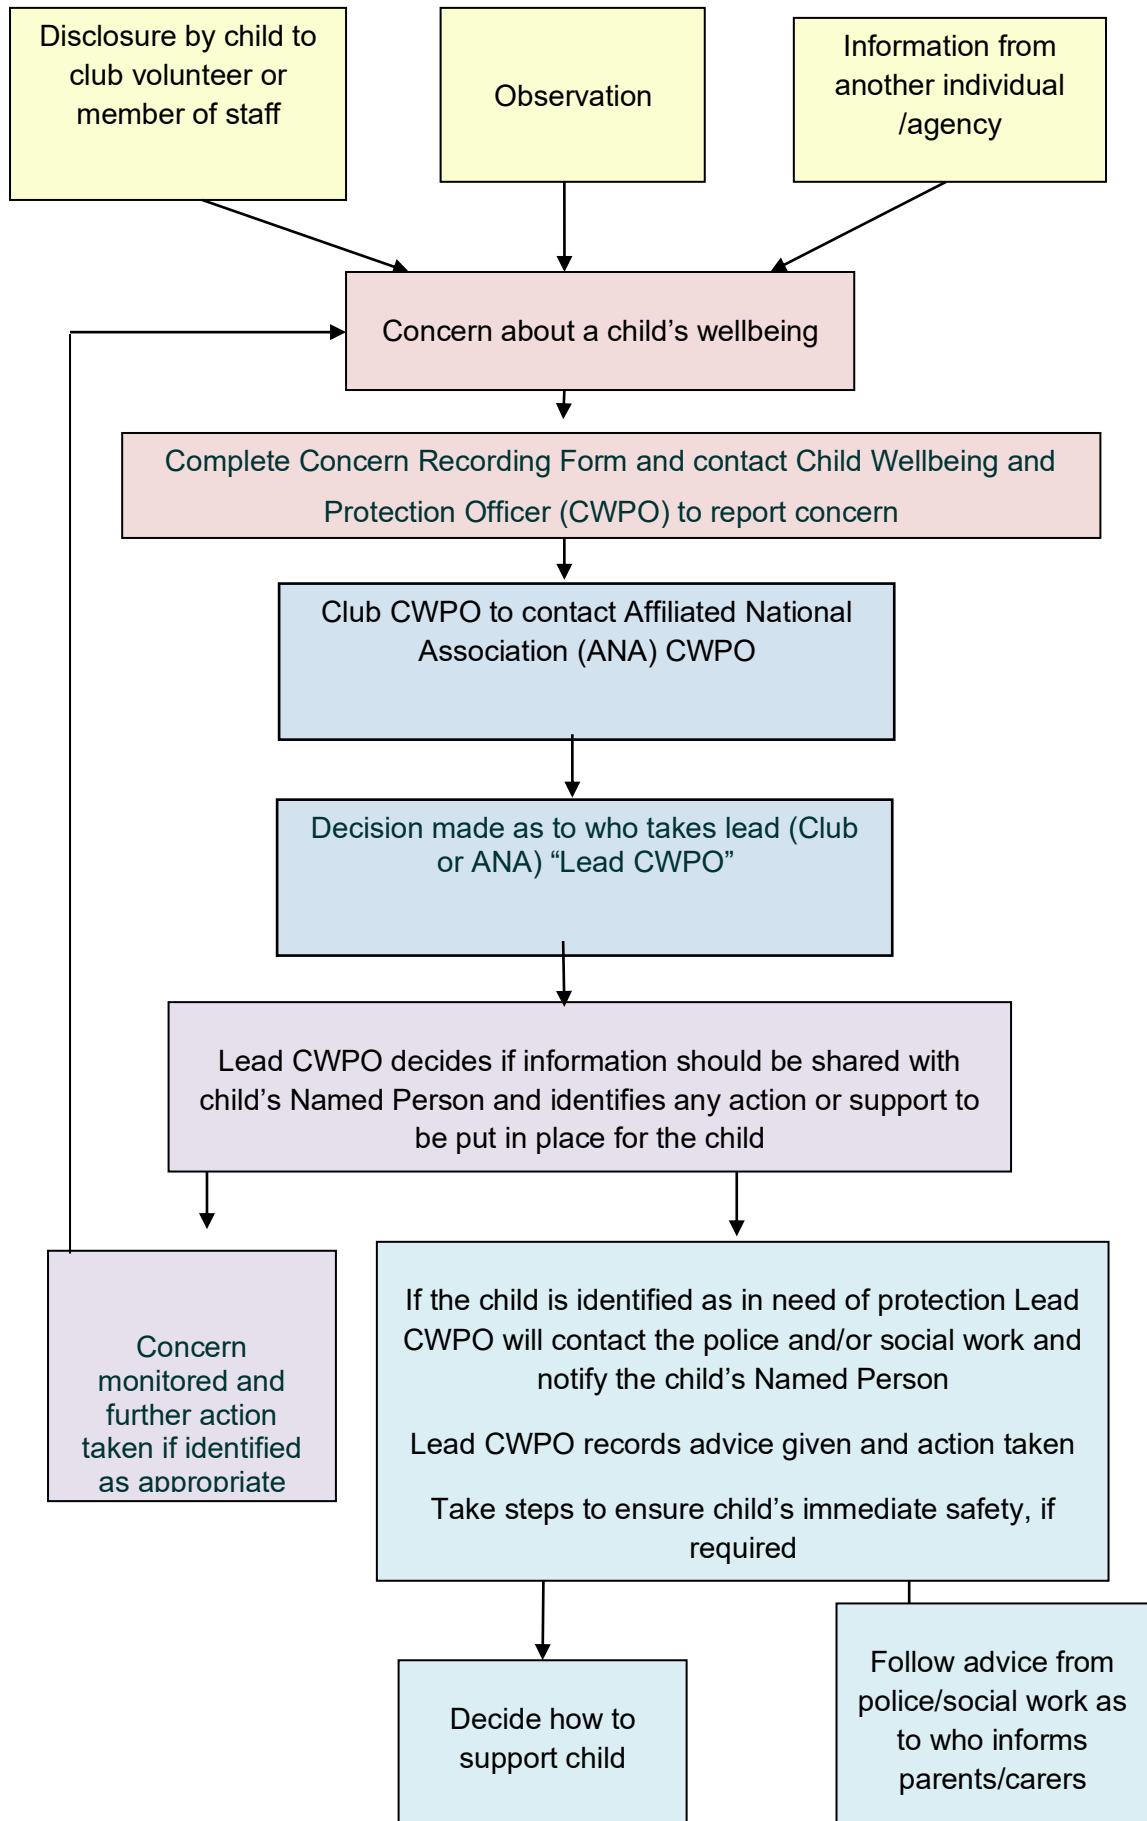 Disclosure by child to
club volunteer or
member of staff
Observation
Information from
another individual
/agency
Concern about a child’s wellbeing
Complete Concern Recording Form and contact Child Wellbeing and
Protection Officer (CWPO) to report concern
Club CWPO to contact Affiliated National
Association (ANA) CWPO
Decision made as to who takes lead (Club
or ANA) “Lead CWPO”
Lead CWPO decides if information should be shared with
child’s Named Person and identifies any action or support to
be put in place for the child
Concern
monitored and
further action
taken if identified
as appropriate
If the child is identified as in need of protection Lead
CWPO will contact the police and/or social work and
notify the child’s Named Person
Lead CWPO records advice given and action taken
Take steps to ensure child’s immediate safety, if
required
Decide how to
support child
Follow advice from
police/social work as
to who informs
parents/carers